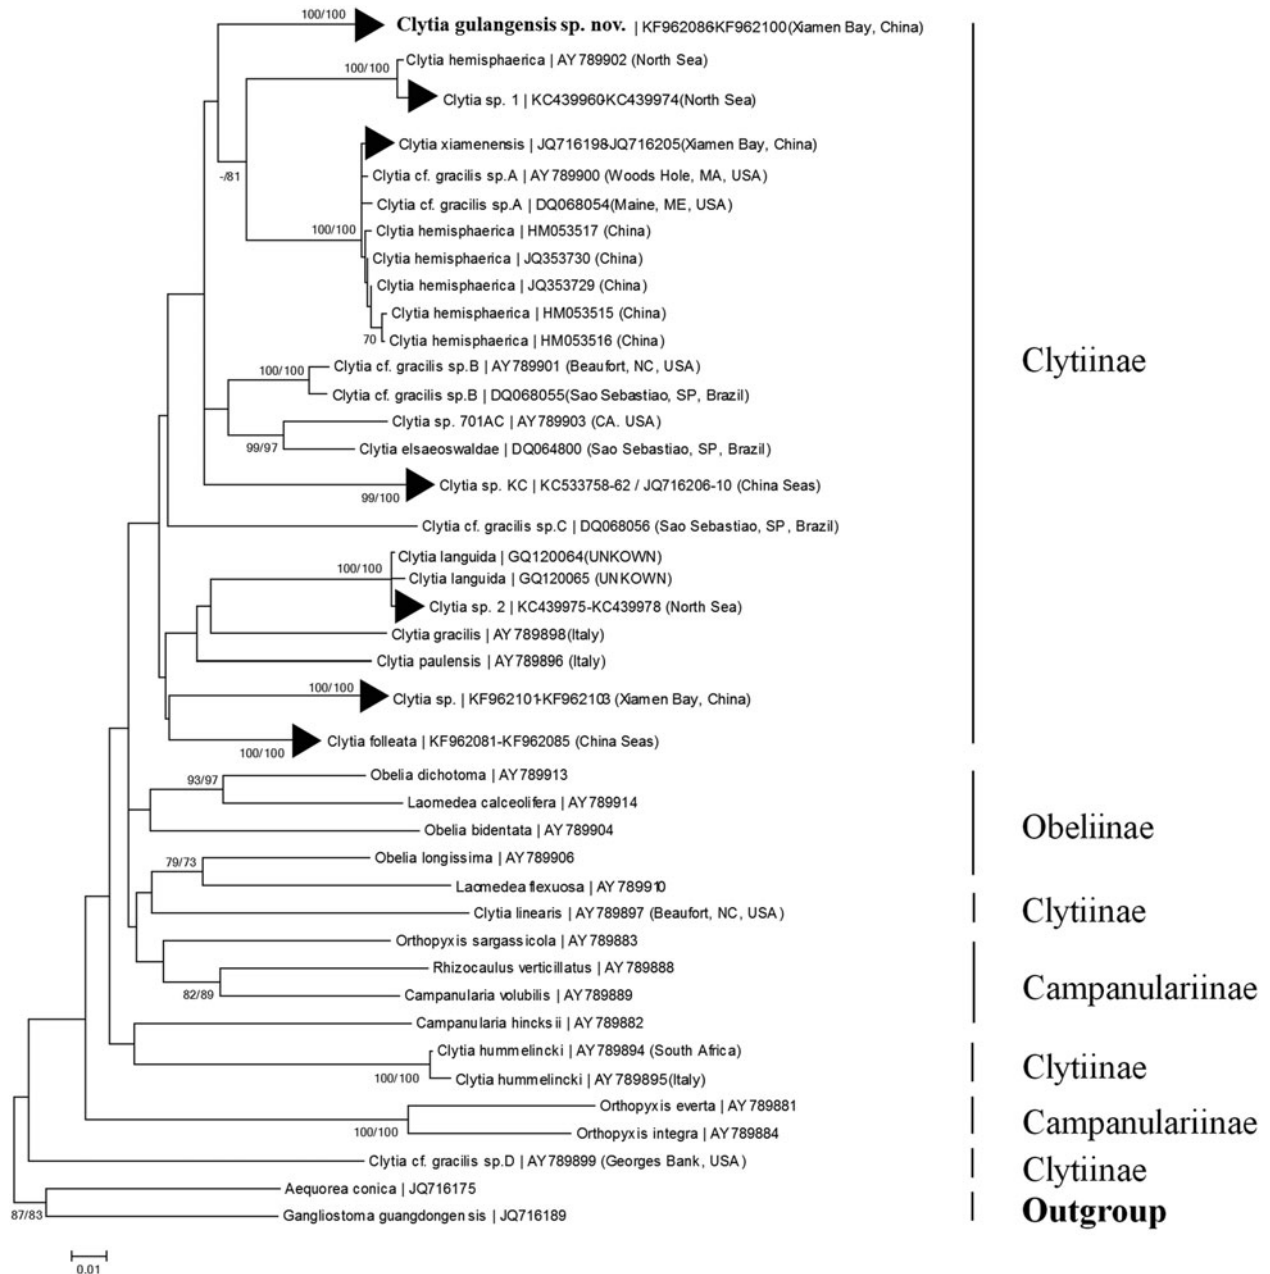 100/100
Clytia gulangensis sp. nov. | KF962086-KF962100(Xiamen Bay, China)
Clytia hemisphaerica | AY789902 (North Sea)
100/100
Clytia sp. 1 | KC439960-KC439974(North Sea)
Clytia xiamenensis | JQ716198-JQ716205(Xiamen Bay, China)
-/81
Clytia cf. gracilis sp.A | AY789900 (Woods Hole, MA, USA)
Clytia cf. gracilis sp.A | DQ068054(Maine, ME, USA)
100/100
Clytia hemisphaerica | HM053517 (China)
Clytia hemisphaerica | JQ353730 (China)
Clytia hemisphaerica | JQ353729 (China)
Clytia hemisphaerica | HM053515 (China)
70
Clytia hemisphaerica | HM053516 (China)
Clytiinae
100/100
Clytia cf. gracilis sp.B | AY789901 (Beaufort, NC, USA)
Clytia cf. gracilis sp.B | DQ068055(Sao Sebastiao, SP, Brazil)
Clytia sp. 701AC | AY789903 (CA. USA)
99/97
Clytia elsaeoswaldae | DQ064800 (Sao Sebastiao, SP, Brazil)
Clytia sp. KC | KC533758-62 / JQ716206-10 (China Seas)
99/100
Clytia cf. gracilis sp.C | DQ068056 (Sao Sebastiao, SP, Brazil)
Clytia languida | GQ120064(UNKOWN)
100/100
Clytia languida | GQ120065 (UNKOWN)
Clytia sp. 2 | KC439975-KC439978 (North Sea)
Clytia gracilis | AY789898(Italy)
Clytia paulensis | AY789896 (Italy)
100/100
Clytia sp. | KF962101-KF962103 (Xiamen Bay, China)
Clytia folleata | KF962081-KF962085 (China Seas)
100/100
Obelia dichotoma | AY789913
93/97
Laomedea calceolifera | AY789914
Obelia bidentata | AY789904
Obeliinae
Obelia longissima | AY789906
79/73
Laomedea flexuosa | AY789910
Clytia linearis | AY789897 (Beaufort, NC, USA)
Clytiinae
Orthopyxis sargassicola | AY789883
Rhizocaulus verticillatus | AY789888
82/89
Campanularia volubilis | AY789889
Campanulariinae
Campanularia hincksii | AY789882
Clytia hummelincki | AY789894 (South Africa)
100/100
Clytia hummelincki | AY789895(Italy)
Clytiinae
Orthopyxis everta | AY789881
100/100
Orthopyxis integra | AY789884
Campanulariinae
Clytia cf. gracilis sp.D | AY789899 (Georges Bank, USA)
Clytiinae
Aequorea conica | JQ716175
87/83
Gangliostoma guangdongensis | JQ716189
Outgroup
0.01